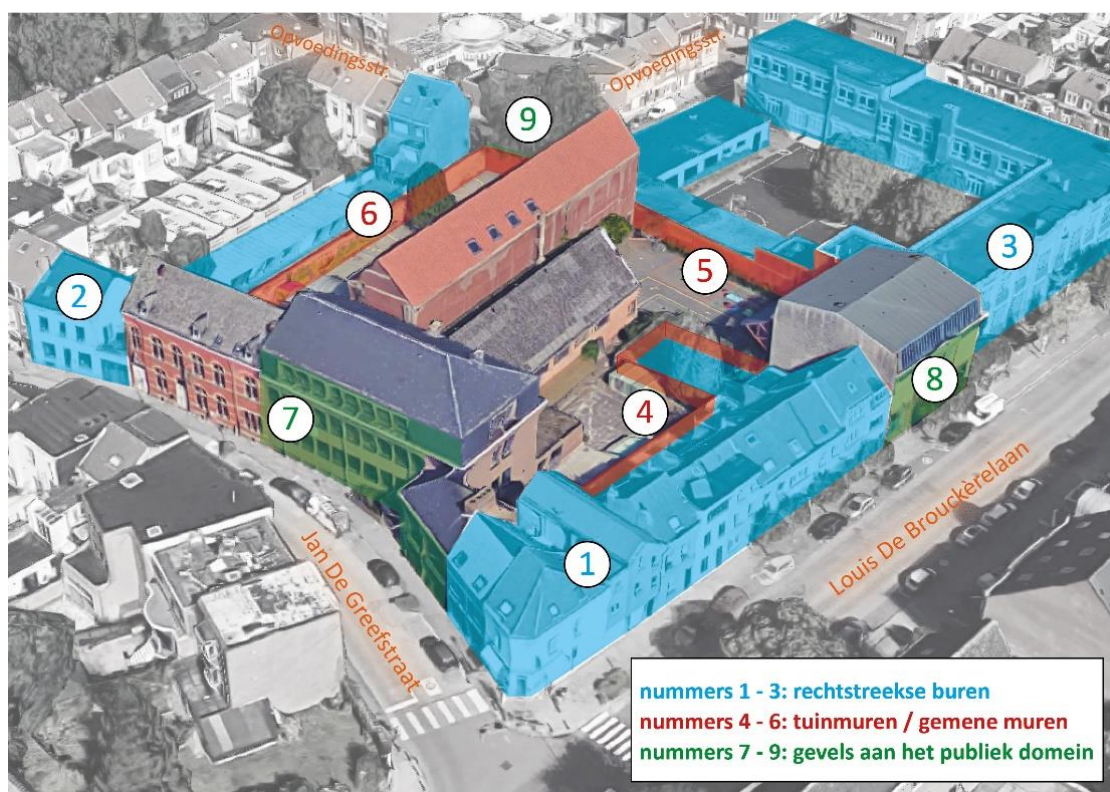 Opvoedingsstr.
Opvoedingsstr.
9
6
3
2
5
8
7
4
1
Jan De Greefstraat
Louis De Brouckèrelaan
nummers 1 - 3: rechtstreekse buren
nummers 4 - 6: tuinmuren / gemene muren
nummers 7 - 9: gevels aan het publiek domein